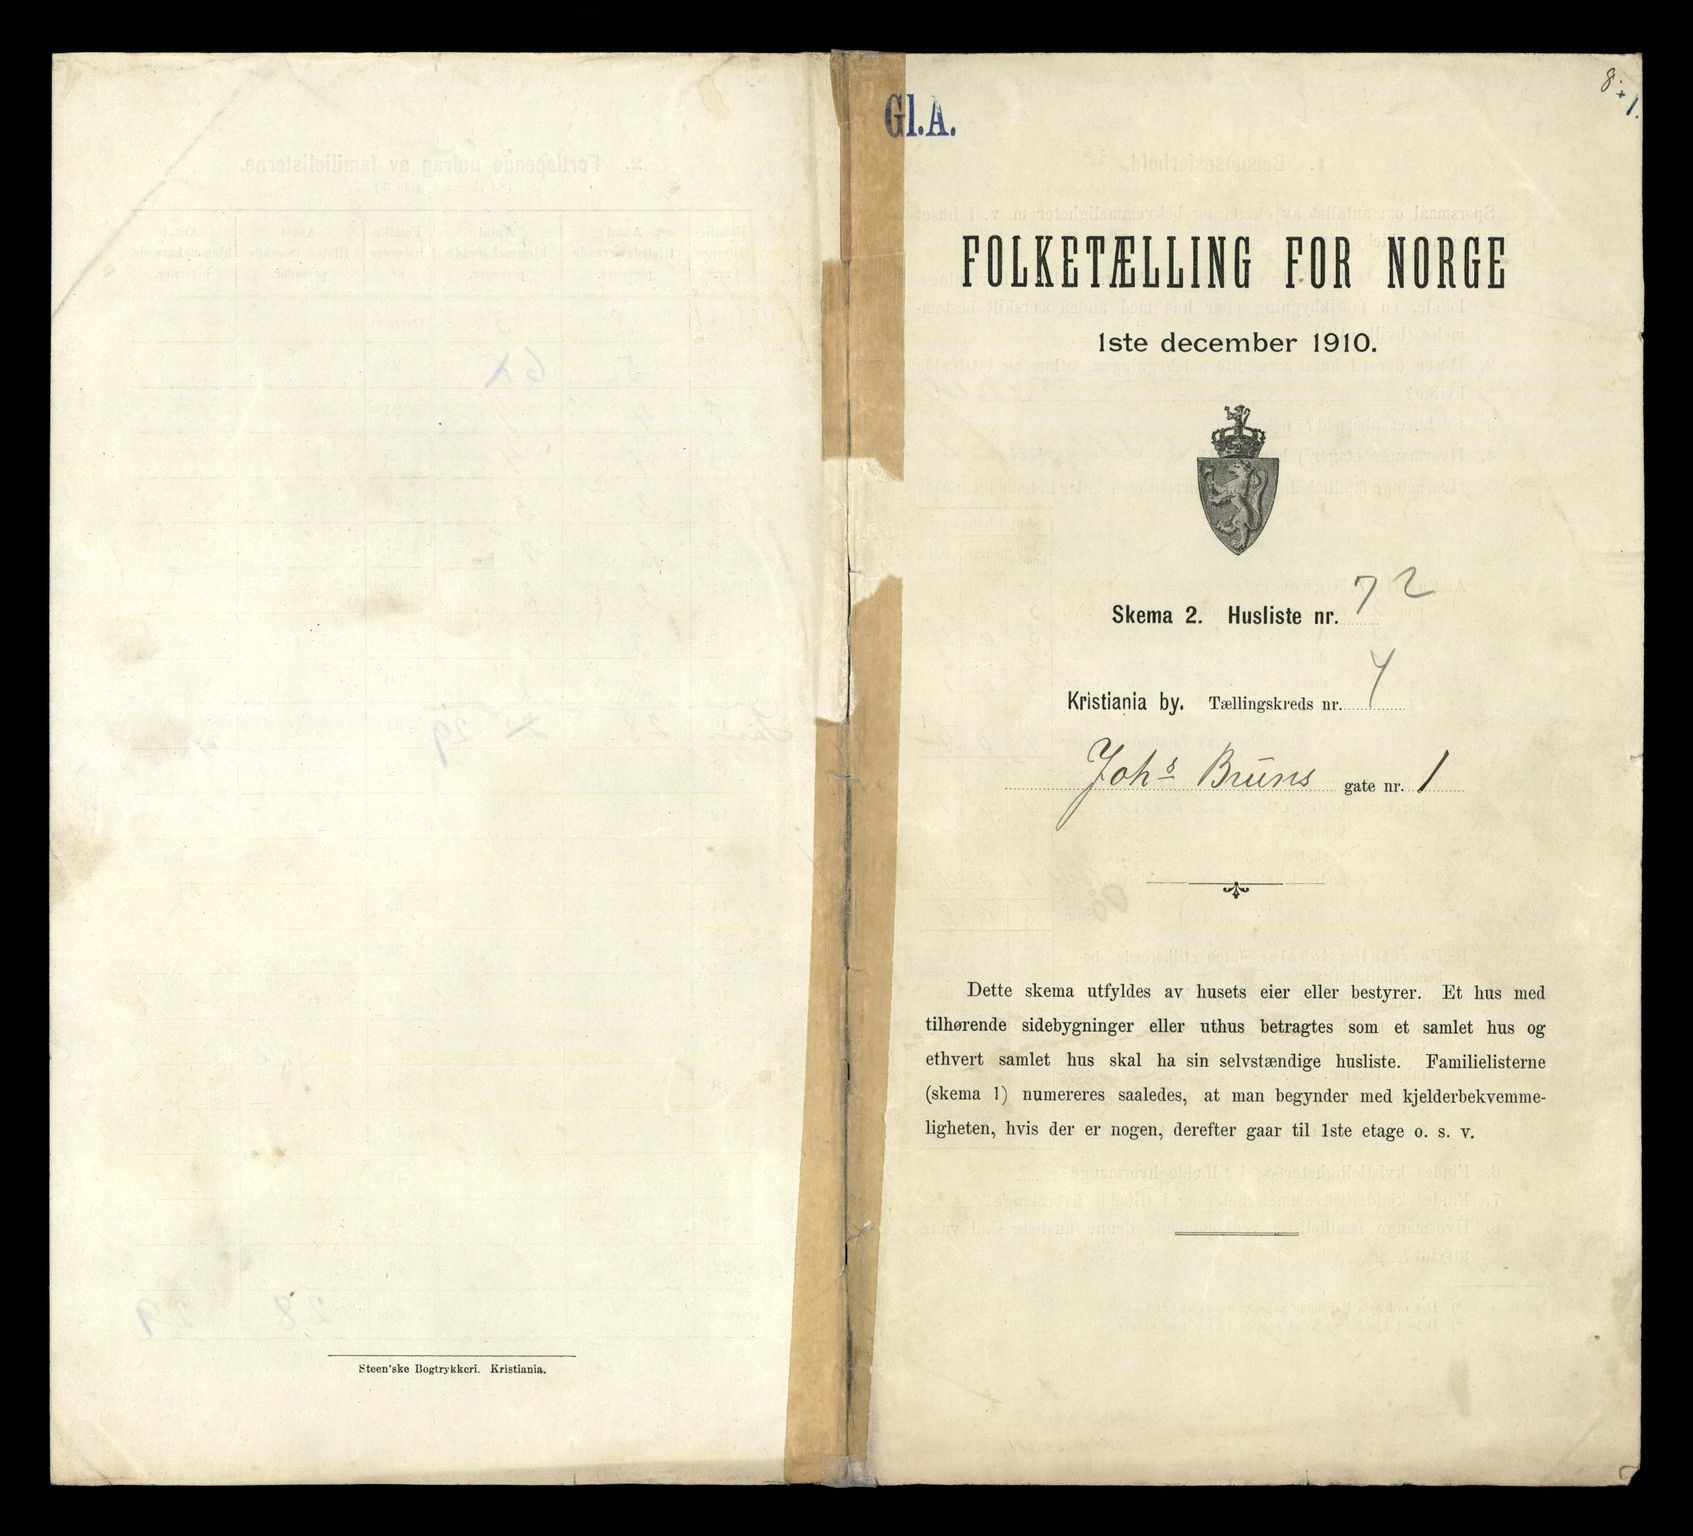 Gl.A.
8 + 1.
FOLKETÆLLING FOR NORGE
1ste december 1910.
Skema 2. Husliste nr. 72
Kristiania by. Tællingskreds nr. 4
Johs Bruns gate nr. 1
Dette skema utfyldes av husets eier eller bestyrer. Et hus med
tilhørende sidebygninger eller uthus betragtes som et samlet hus og
ethvert samlet hus skal ha sin selvstændige husliste. Familielisterne
(skema 1) numereres saaledes, at man begynder med kjelderbekvemme-
ligheten, hvis der er nogen, derefter gaar til 1ste etage o. s. v.
Steen'ske Bogtrykkeri. Kristiania.